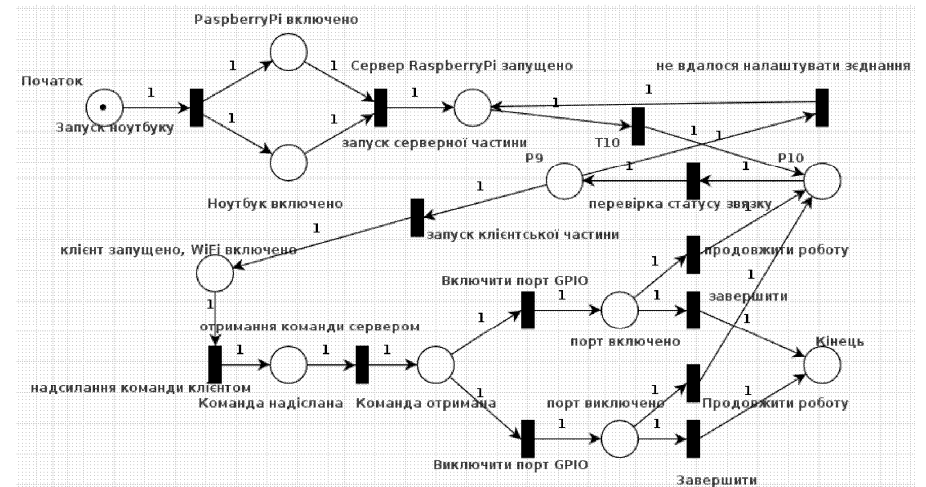 PaspberryPi включено
Сервер RaspberryPi запущено
не вдалося налаштувати зєднання
Початок
1
1
1
1
1
1
Запуск ноутбуку
1
1
1
1
запуск серверної частини
T10
P9
P10
1
1
Ноутбук включено
1
перевірка статусу звязку
1
запуск клієнтської частини
1
клієнт запущено, WiFi включено
продовжити роботу
1
1
Включити порт GPIO
1
завершити
1
1
1
1
отримання команди сервером
порт включено
Кінець
1
1
1
надсилання команди клієнтом
Команда надіслана
Команда отримана
1
порт виключено
1
Продовжити роботу
1
1
1
Виключити порт GPIO
Завершити